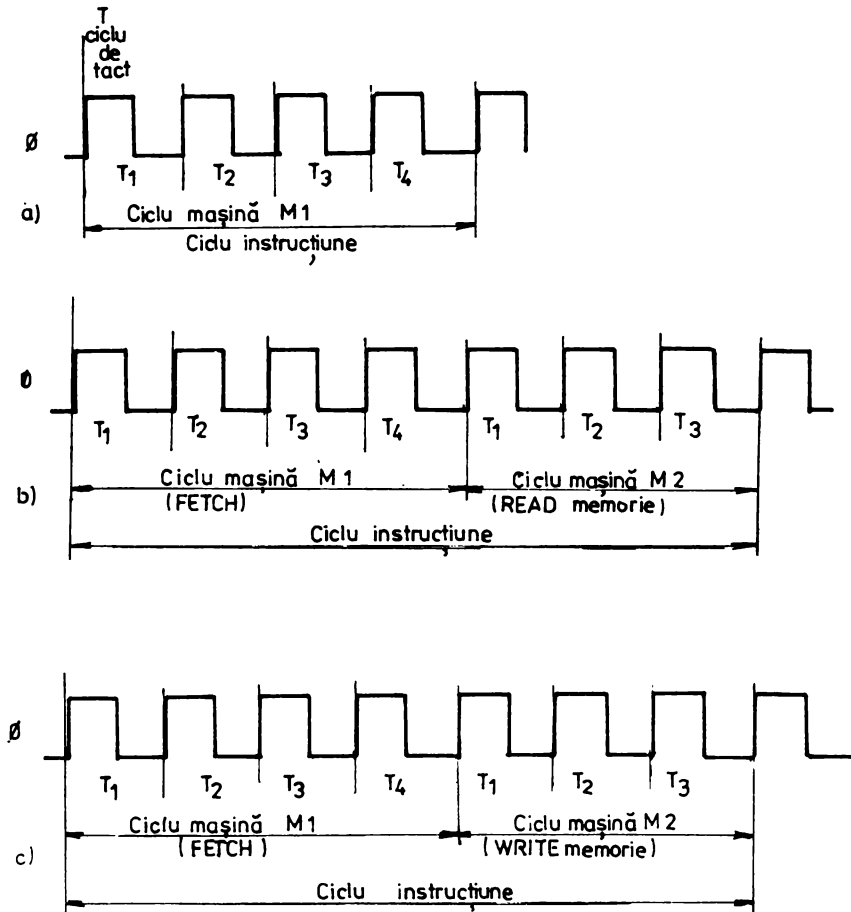 T
ciclu
de
tact
Ø
T1 T2 T3 T4
a)
Ciclu mașină M1
Ciclu instrucțiune
Ø
T1 T2 T3 T4 T1 T2 T3
Ciclu mașină M1 Ciclu mașină M2
b)
(FETCH) (READ memorie)
Ciclu instrucțiune
Ø
T1 T2 T3 T4 T1 T2 T3
Ciclu mașină M1 Ciclu mașină M2
(FETCH) (WRITE memorie)
c)
Ciclu instrucțiune